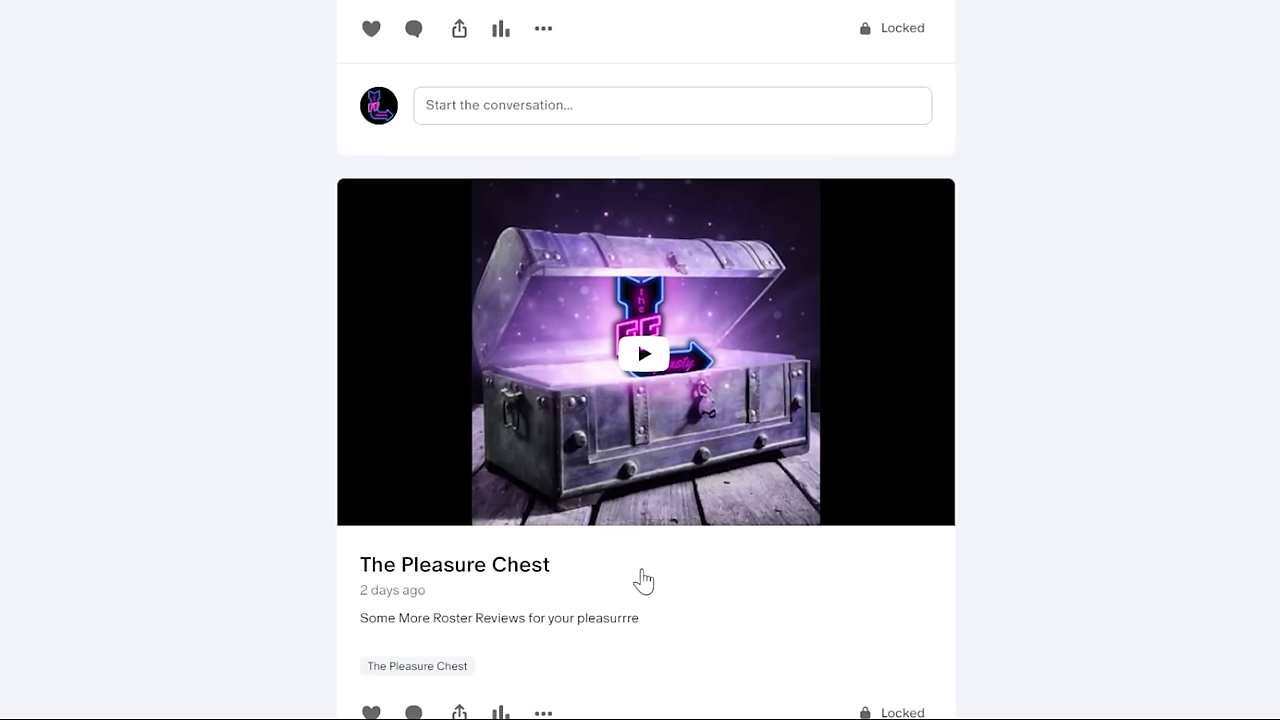 Locked
Start the conversation...
the
The Pleasure Chest
2 days ago
Some More Roster Reviews for your pleasurrre
The Pleasure Chest
Locked